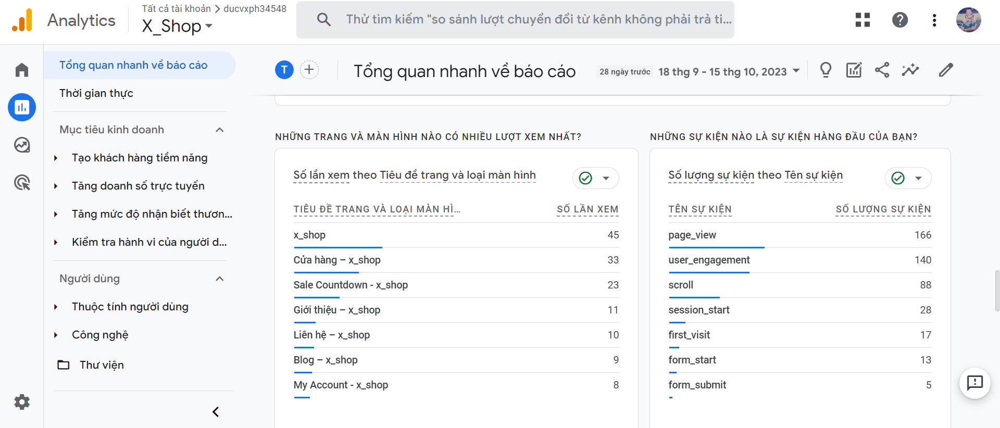 Analytics
Tất cả tài khoản > ducvxph34548
X_Shop
Thử tìm kiếm "so sánh lượt chuyển đổi từ kênh không phải trả ti...
Tổng quan nhanh về báo cáo
Thời gian thực
Mục tiêu kinh doanh
Tạo khách hàng tiềm năng
Tăng doanh số trực tuyến
Tăng mức độ nhận biết thươn...
Kiểm tra hành vi của người d...
Người dùng
Thuộc tính người dùng
Công nghệ
Thư viện
T
Tổng quan nhanh về báo cáo
28 ngày trước 18 thg 9 - 15 thg 10, 2023
NHỮNG TRANG VÀ MÀN HÌNH NÀO CÓ NHIỀU LƯỢT XEM NHẤT?
Số lần xem theo Tiêu đề trang và loại màn hình
TIÊU ĐỀ TRANG VÀ LOẠI MÀN HÌ... SỐ LẦN XEM
x_shop 45
Cửa hàng – x_shop 33
Sale Countdown - x_shop 23
Giới thiệu – x_shop 11
Liên hệ – x_shop 10
Blog – x_shop 9
My Account - x_shop 8
NHỮNG SỰ KIỆN NÀO LÀ SỰ KIỆN HÀNG ĐẦU CỦA BẠN?
Số lượng sự kiện theo Tên sự kiện
TÊN SỰ KIỆN SỐ LƯỢNG SỰ KIỆN
page_view 166
user_engagement 140
scroll 88
session_start 28
first_visit 17
form_start 13
form_submit 5